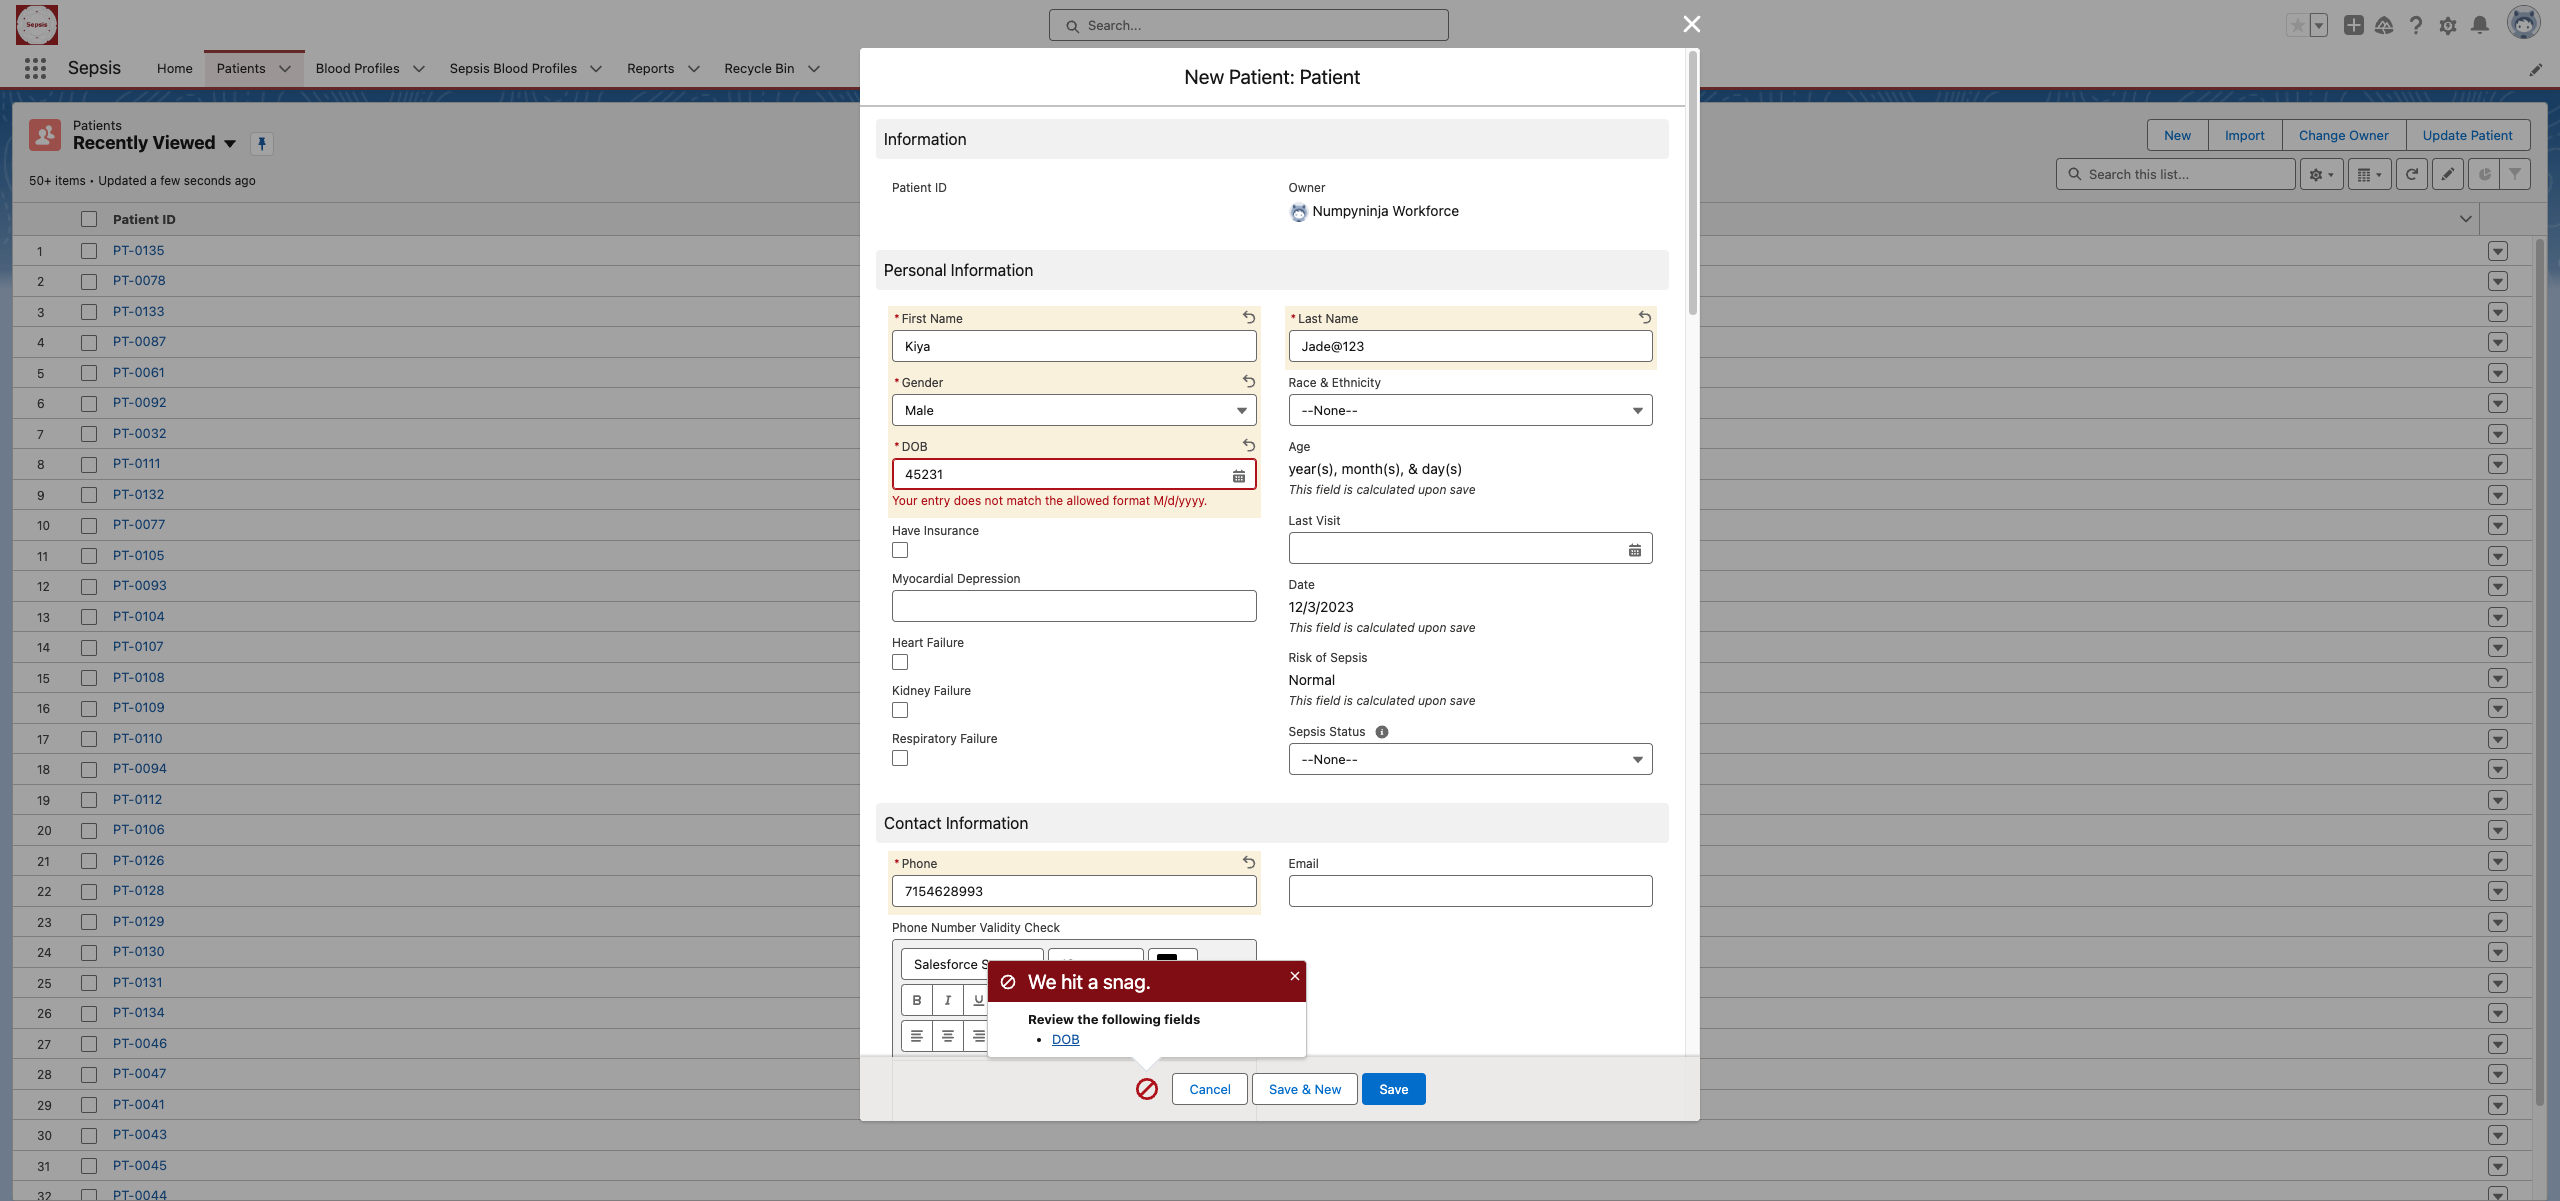 Sepsis
Search...
Sepsis
Home
Patients
Blood Profiles
Sepsis Blood Profiles
Reports
Recycle Bin
Patients
Recently Viewed
50+ items • Updated a few seconds ago
New
Import
Change Owner
Update Patient
Search this list...
Patient ID
1 PT-0135
2 PT-0078
3 PT-0133
4 PT-0087
5 PT-0061
6 PT-0092
7 PT-0032
8 PT-0111
9 PT-0132
10 PT-0077
11 PT-0105
12 PT-0093
13 PT-0104
14 PT-0107
15 PT-0108
16 PT-0109
17 PT-0110
18 PT-0094
19 PT-0112
20 PT-0106
21 PT-0126
22 PT-0128
23 PT-0129
24 PT-0130
25 PT-0131
26 PT-0134
27 PT-0046
28 PT-0047
29 PT-0041
30 PT-0043
31 PT-0045
32 PT-0044
New Patient: Patient
Information
Patient ID
Owner
Numpyninja Workforce
Personal Information
* First Name
Kiya
* Last Name
Jade@123
* Gender
Male
Race & Ethnicity
--None--
* DOB
45231
Your entry does not match the allowed format M/d/yyyy.
Age
year(s), month(s), & day(s)
This field is calculated upon save
Have Insurance
Last Visit
Myocardial Depression
Date
12/3/2023
This field is calculated upon save
Heart Failure
Risk of Sepsis
Normal
This field is calculated upon save
Kidney Failure
Respiratory Failure
Sepsis Status
--None--
Contact Information
* Phone
7154628993
Email
Phone Number Validity Check
Salesforce S
B I U
We hit a snag.
Review the following fields
• DOB
Cancel
Save & New
Save